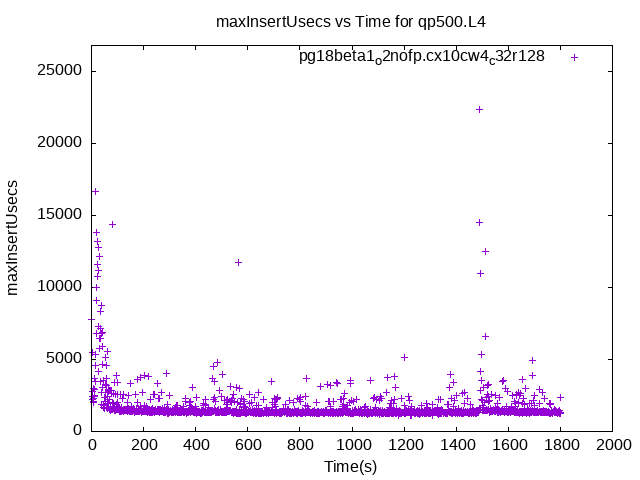 maxInsertUsecs vs Time for qp500.L4
pg18beta1o2nofp.cx10cw4c32r128
25000
20000
15000
10000
5000
0
maxInsertUsecs
0 200 400 600 800 1000 1200 1400 1600 1800 2000
Time(s)